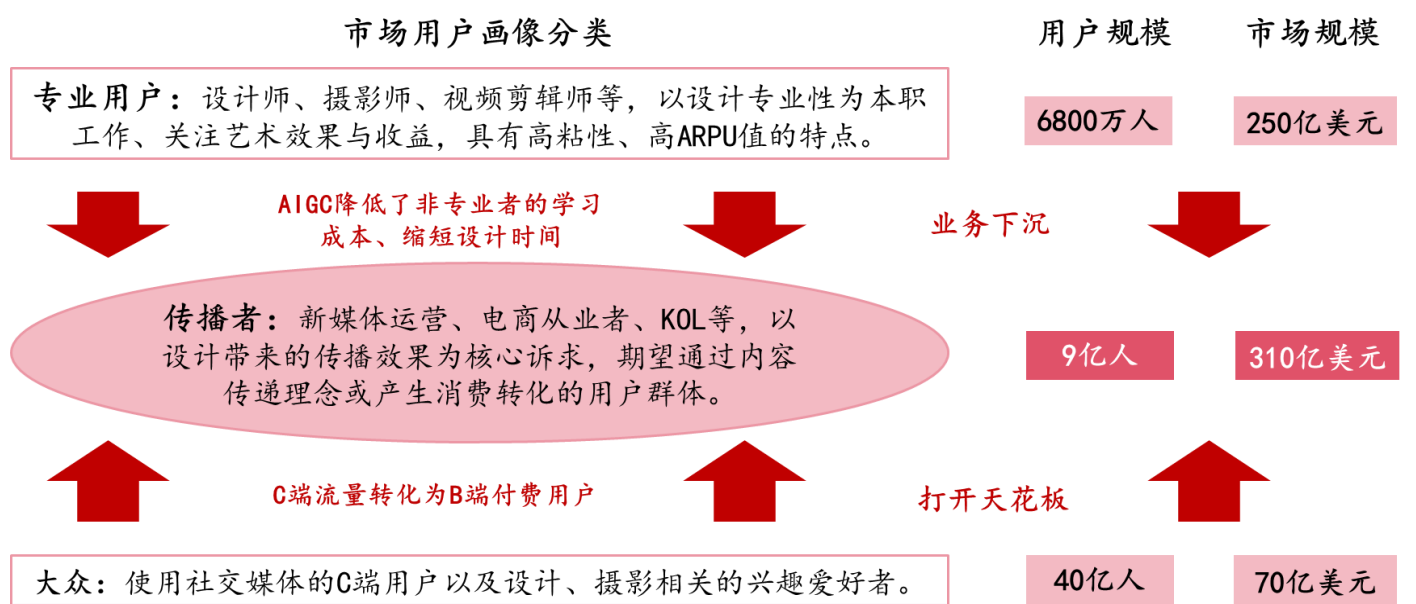 市场用户画像分类 用户规模 市场规模
专业用户：设计师、摄影师、视频剪辑师等，以设计专业性为本职
工作、关注艺术效果与收益，具有高粘性、高ARPU值的特点。
6800万人 250亿美元
AIGC降低了非专业者的学习
成本、缩短设计时间
业务下沉
传播者：新媒体运营、电商从业者、KOL等，以
设计带来的传播效果为核心诉求，期望通过内容
传递理念或产生消费转化的用户群体。
9亿人 310亿美元
C端流量转化为B端付费用户
打开天花板
大众：使用社交媒体的C端用户以及设计、摄影相关的兴趣爱好者。
40亿人 70亿美元